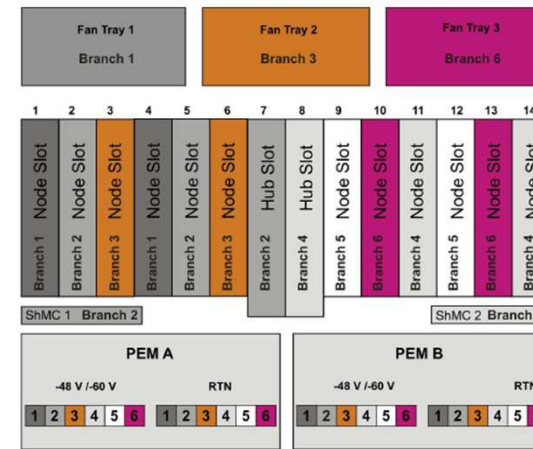 Fan Tray 1
Branch 1
Fan Tray 2
Branch 3
Fan Tray 3
Branch 6
1 2 3 4 5 6 7 8 9 10 11 12 13 14
Branch 1 Node Slot
Branch 2 Node Slot
Branch 3 Node Slot
Branch 1 Node Slot
Branch 2 Node Slot
Branch 3 Node Slot
Branch 2 Hub Slot
Branch 4 Hub Slot
Branch 5 Node Slot
Branch 6 Node Slot
Branch 4 Node Slot
Branch 5 Node Slot
Branch 6 Node Slot
Branch 4 Node Slot
ShMC 1 Branch 2
ShMC 2 Branch
PEM A
-48 V /-60 V
RTN
1 2 3 4 5 6
1 2 3 4 5 6
PEM B
-48 V /-60 V
RTN
1 2 3 4 5 6
1 2 3 4 5